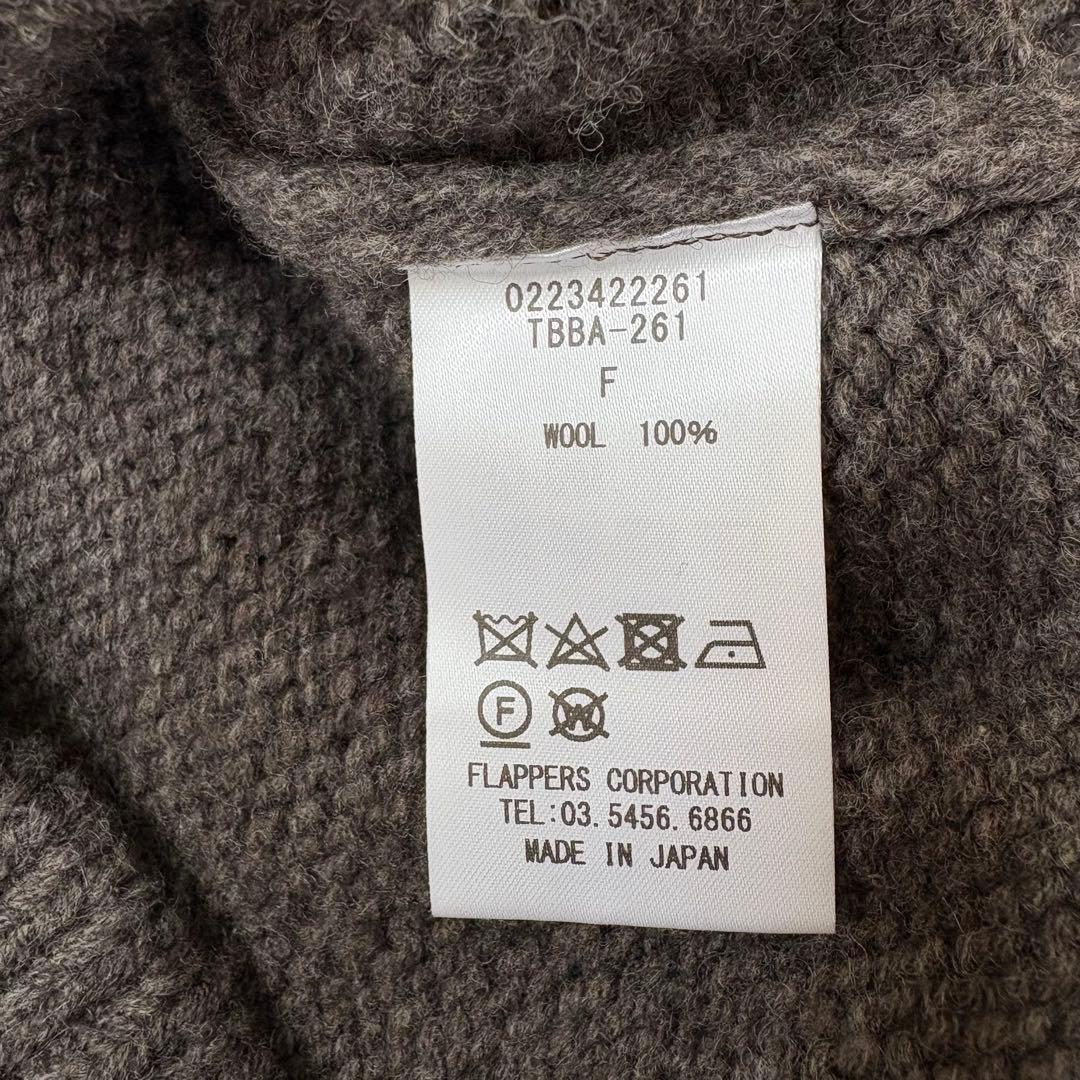 0223422261
TBBA-261
F
WOOL 100%
F W
FLAPPERS CORPORATION
TEL:03.5456.6866
MADE IN JAPAN